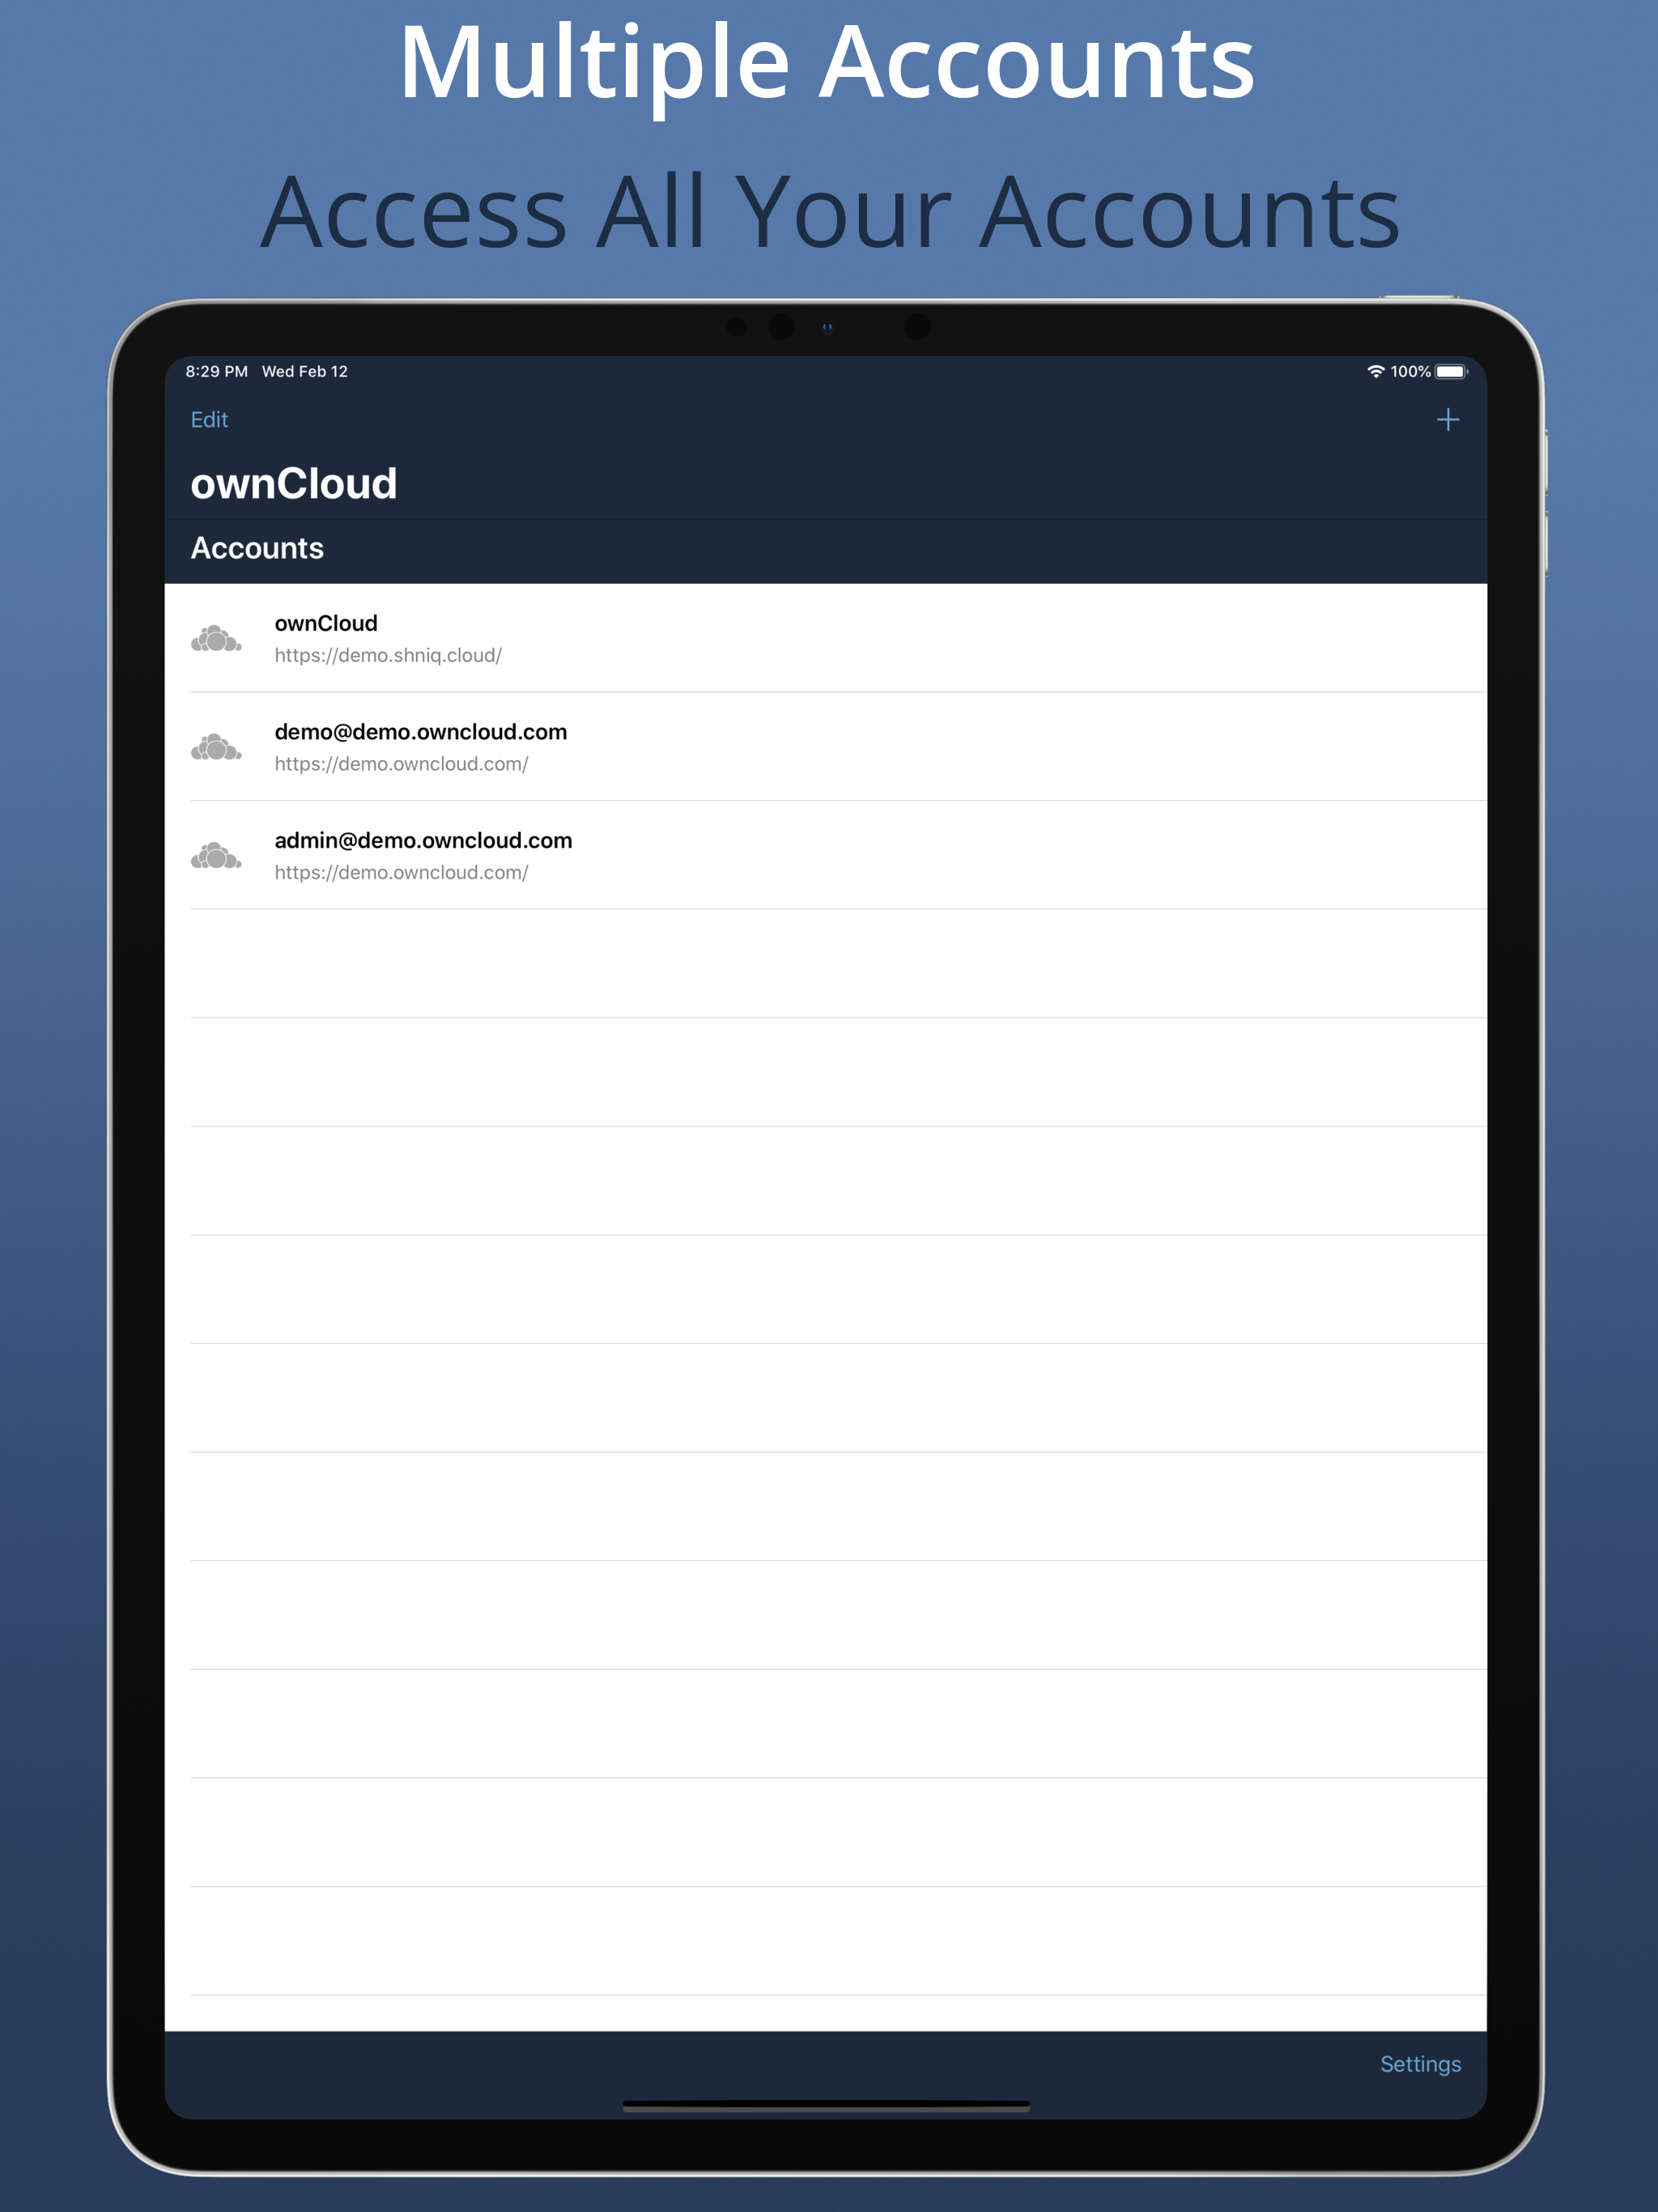 Multiple Accounts
Access All Your Accounts
8:29 PM Wed Feb 12 100%
Edit
ownCloud
Accounts
ownCloud
https://demo.shniq.cloud/
demo@demo.owncloud.com
https://demo.owncloud.com/
admin@demo.owncloud.com
https://demo.owncloud.com/
Settings